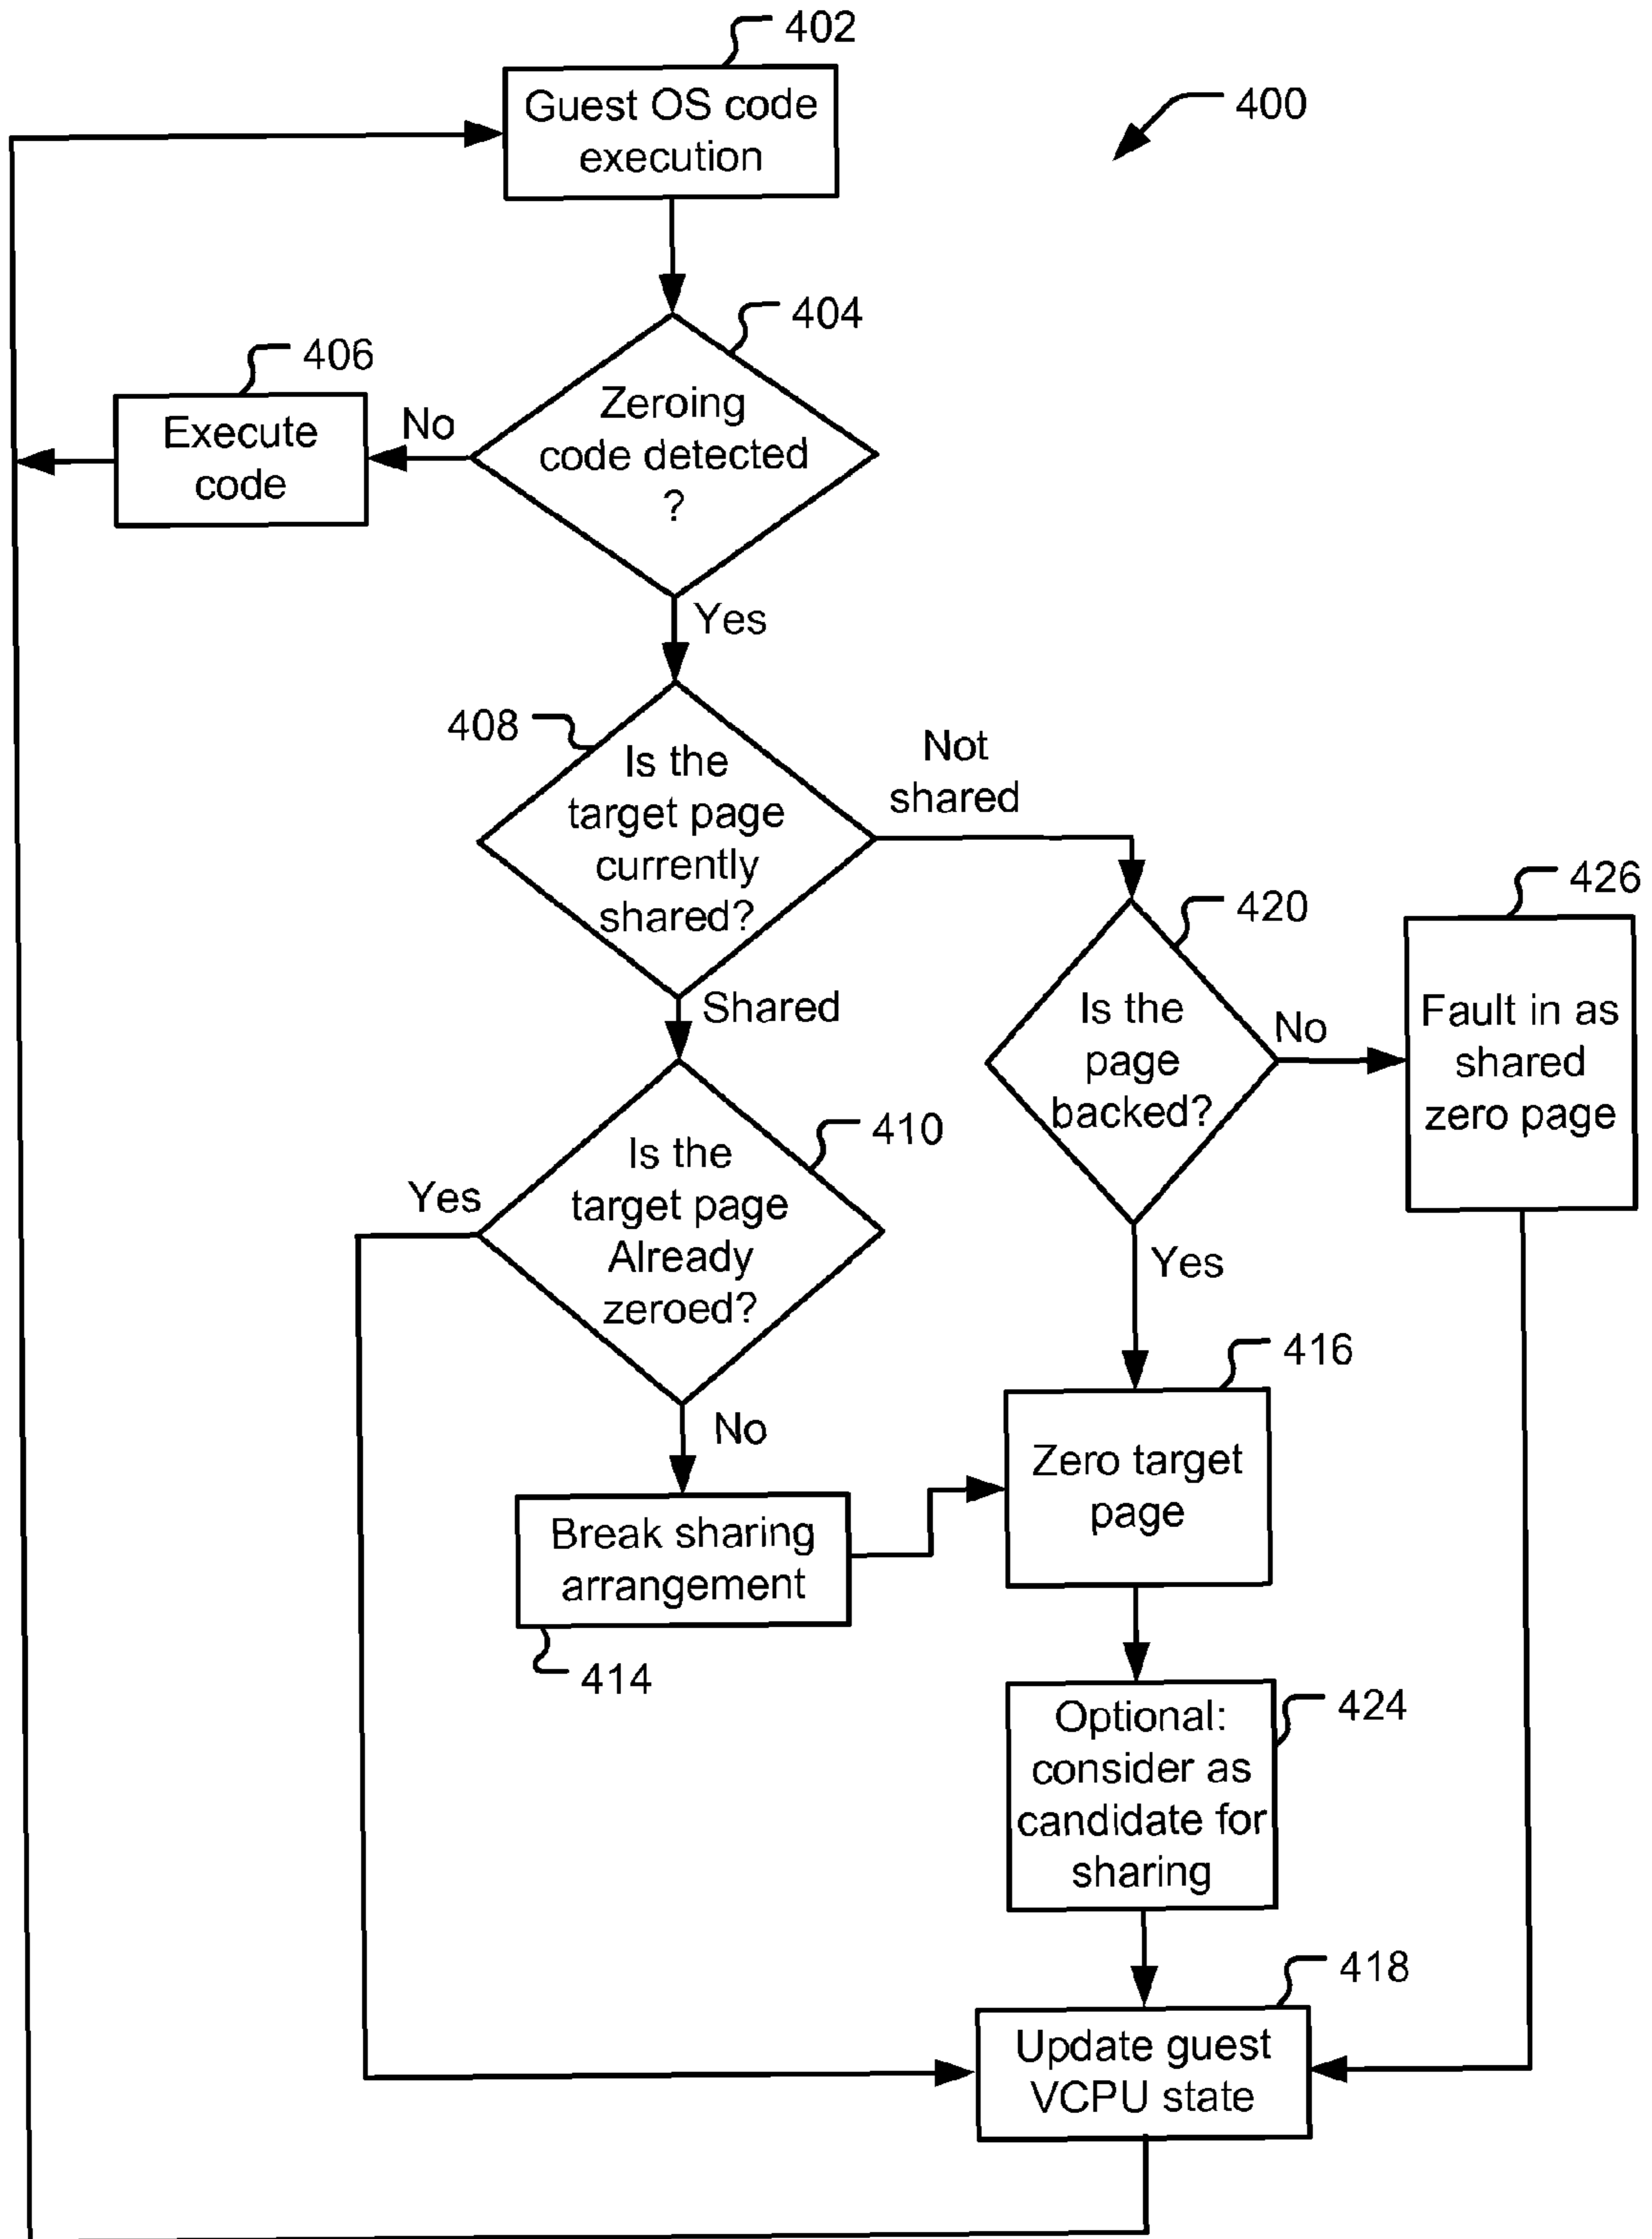 402
Guest OS code
execution
400
404
Zeroing
code detected
?
406
Execute
code
No
Yes
408
Is the
target page
currently
shared?
Not
shared
420
Is the
page
backed?
No
426
Fault in as
shared
zero page
Shared
410
Is the
target page
Already
zeroed?
Yes
Yes
No
416
Zero target
page
Break sharing
arrangement
414
Optional:
consider as
candidate for
sharing
424
418
Update guest
VCPU state